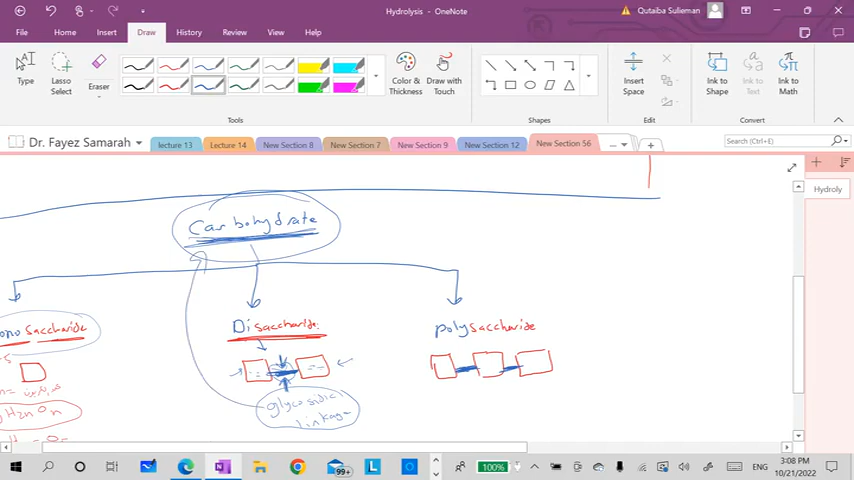 Hydrolysis - OneNote
Qutaiba Sulieman
File Home Insert Draw History Review View Help
Type
Lasso
Select
Eraser
Color &
Thickness
Draw with
Touch
Insert
Space
Ink to
Shape
Ink to
Text
Ink to
Math
Tools
Shapes
Edit
Convert
Dr. Fayez Samarah
lecture 13
Lecture 14
New Section 8
New Section 7
New Section 9
New Section 12
New Section 56
Search (Ctrl+E)
Page
Hydroly
Carbohydrate
ono saccharide
Disaccharide
polysaccharide
glycosidic
linkage
H2n On
99+
100%
ENG
3:08 PM
10/21/2022